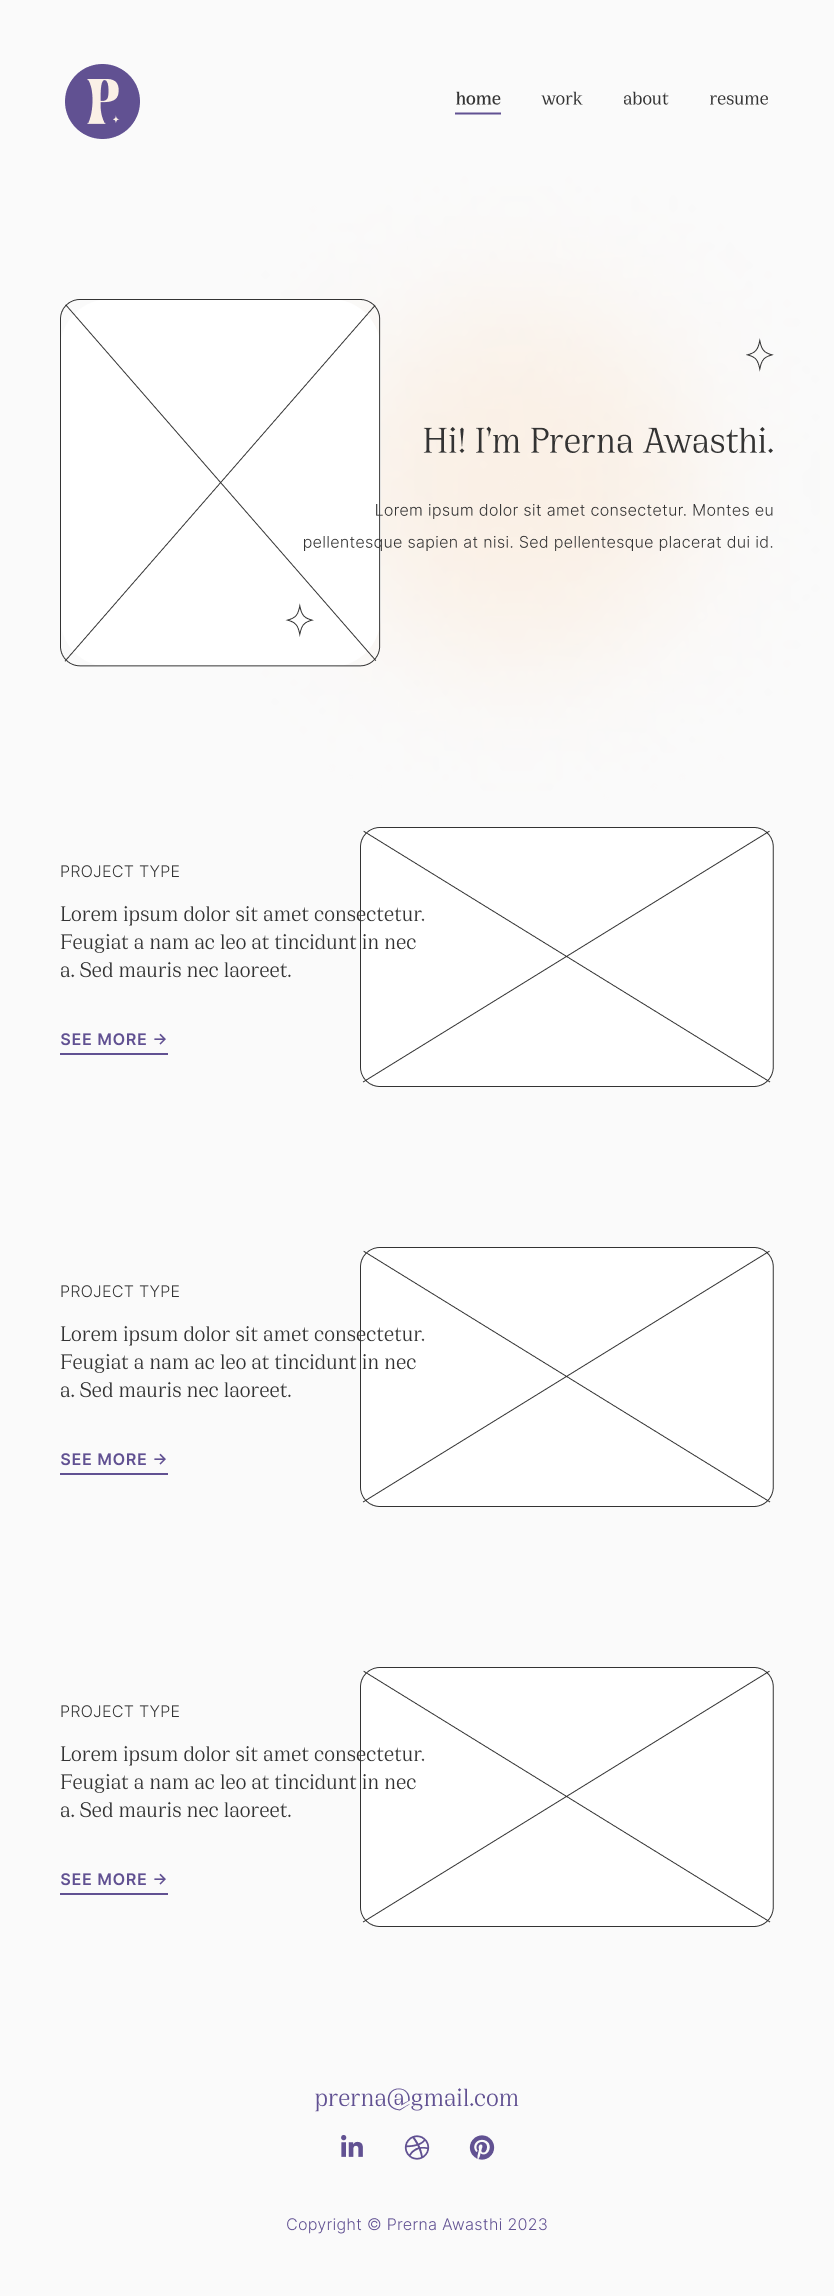 P
home work about resume
Hi! I'm Prerna Awasthi.
Lorem ipsum dolor sit amet consectetur. Montes eu
pellentesque sapien at nisi. Sed pellentesque placerat dui id.
PROJECT TYPE
Lorem ipsum dolor sit amet consectetur.
Feugiat a nam ac leo at tincidunt in nec
a. Sed mauris nec laoreet.
SEE MORE →
PROJECT TYPE
Lorem ipsum dolor sit amet consectetur.
Feugiat a nam ac leo at tincidunt in nec
a. Sed mauris nec laoreet.
SEE MORE →
PROJECT TYPE
Lorem ipsum dolor sit amet consectetur.
Feugiat a nam ac leo at tincidunt in nec
a. Sed mauris nec laoreet.
SEE MORE →
prerna@gmail.com
in
Copyright © Prerna Awasthi 2023